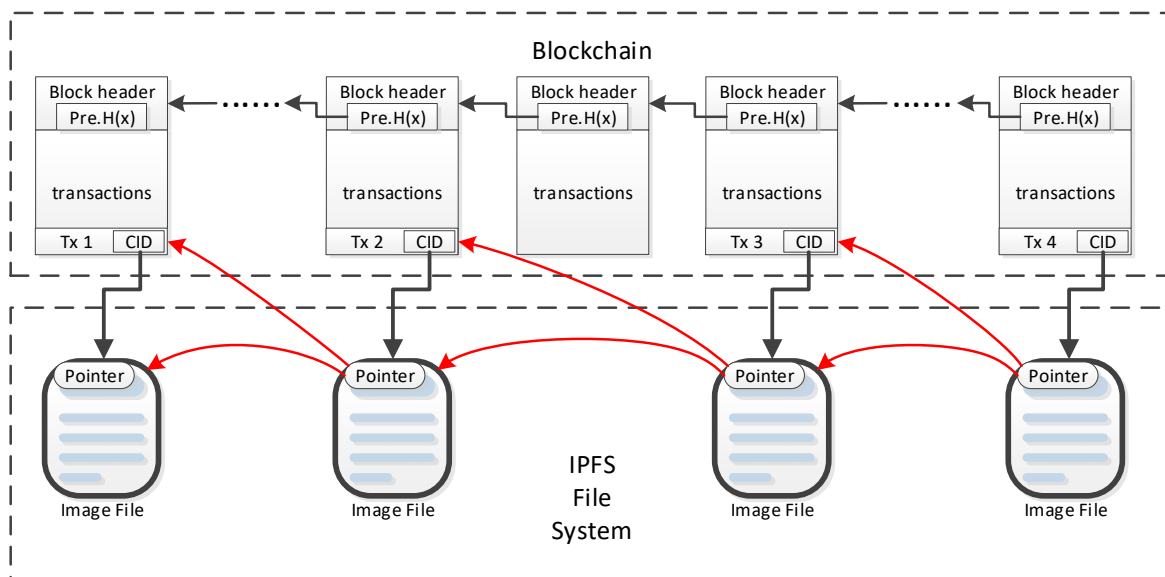 Blockchain
Block header
Pre.H(x)
transactions
Tx 1 CID
......
Block header
Pre.H(x)
transactions
Tx 2 CID
Block header
Pre.H(x)
transactions
Block header
Pre.H(x)
transactions
Tx 3 CID
......
Block header
Pre.H(x)
transactions
Tx 4 CID
Pointer
Image File
Pointer
Image File
Pointer
Image File
Pointer
Image File
IPFS
File
System